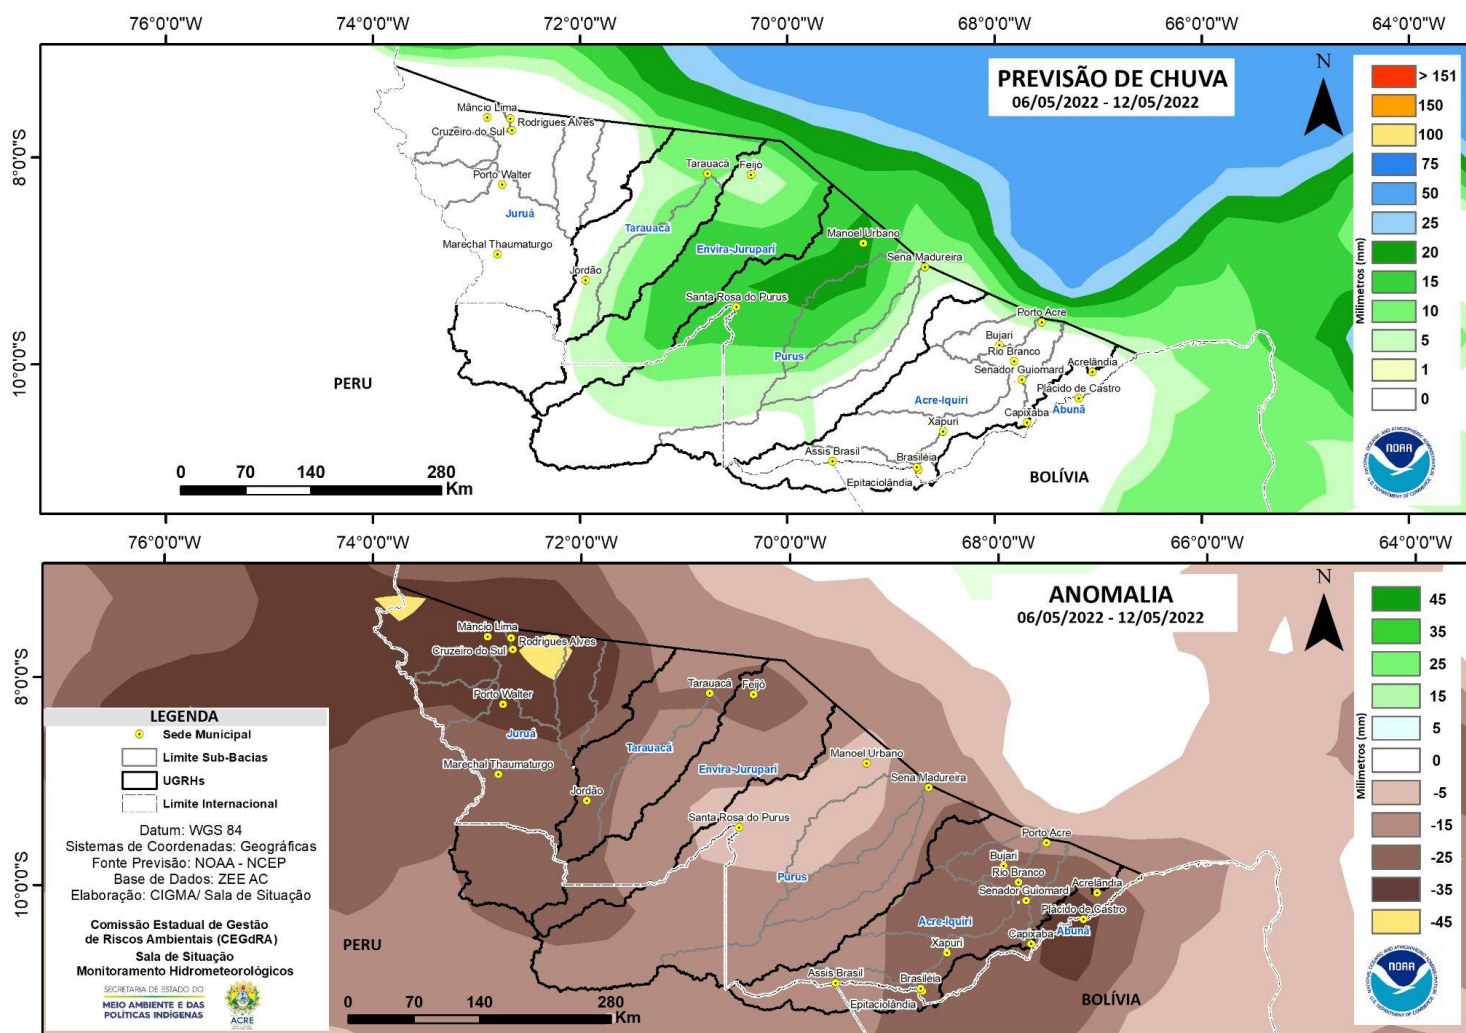 76°0'0"W 74°0'0"W 72°0'0"W 70°0'0"W 68°0'0"W 66°0'0"W 64°0'0"W
8°0'0"S
10°0'0"S
PREVISÃO DE CHUVA
06/05/2022 - 12/05/2022
N
Milímetros (mm)
> 151
150
100
75
50
25
20
15
10
5
1
0
NOAA
Mâncio Lima
Rodrigues Alves
Cruzeiro do Sul
Porto Walter
Juruá
Marechal Thaumaturgo
Jordão
Tarauacá
Feijó
Tarauacá
Envira-Jurupari
Manoel Urbano
Sena Madureira
Santa Rosa do Purus
Purus
Porto Acre
Bujari
Rio Branco
Senador Guiomard
Acrelândia
Plácido de Castro
Acre-Iquiri
Abunã
Capixaba
Xapuri
Assis Brasil
Brasiléia
Epitaciolândia
PERU
BOLÍVIA
0 70 140 280
Km
76°0'0"W 74°0'0"W 72°0'0"W 70°0'0"W 68°0'0"W 66°0'0"W 64°0'0"W
8°0'0"S
10°0'0"S
ANOMALIA
06/05/2022 - 12/05/2022
N
Milímetros (mm)
45
35
25
15
5
0
-5
-15
-25
-35
-45
NOAA
Mâncio Lima
Rodrigues Alves
Cruzeiro do Sul
Porto Walter
Juruá
Marechal Thaumaturgo
Jordão
Tarauacá
Feijó
Tarauacá
Envira-Jurupari
Manoel Urbano
Sena Madureira
Santa Rosa do Purus
Purus
Porto Acre
Bujari
Rio Branco
Senador Guiomard
Acrelândia
Plácido de Castro
Acre-Iquiri
Abunã
Capixaba
Xapuri
Assis Brasil
Brasiléia
Epitaciolândia
PERU
BOLÍVIA
0 70 140 280
Km
LEGENDA
Sede Municipal
Limite Sub-Bacias
UGRHs
Limite Internacional
Datum: WGS 84
Sistemas de Coordenadas: Geográficas
Fonte Previsão: NOAA - NCEP
Base de Dados: ZEE AC
Elaboração: CIGMA/ Sala de Situação
Comissão Estadual de Gestão
de Riscos Ambientais (CEGdRA)
Sala de Situação
Monitoramento Hidrometeorológicos
SECRETARIA DE ESTADO DO
MEIO AMBIENTE E DAS
POLÍTICAS INDÍGENAS
ACRE